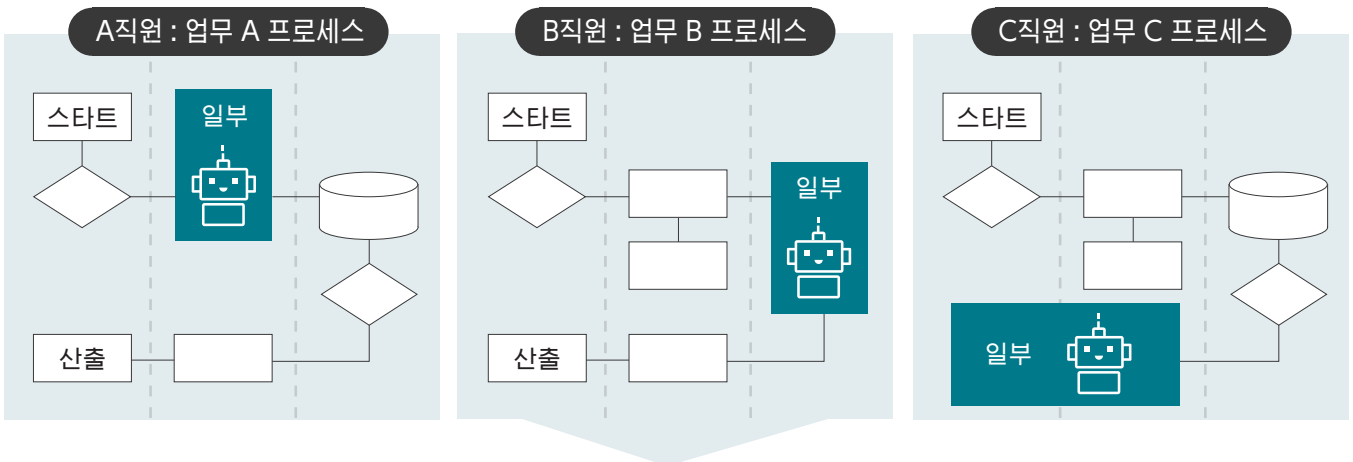 A직원 : 업무 A 프로세스
스타트
일부
산출
B직원 : 업무 B 프로세스
스타트
일부
산출
C직원 : 업무 C 프로세스
스타트
일부